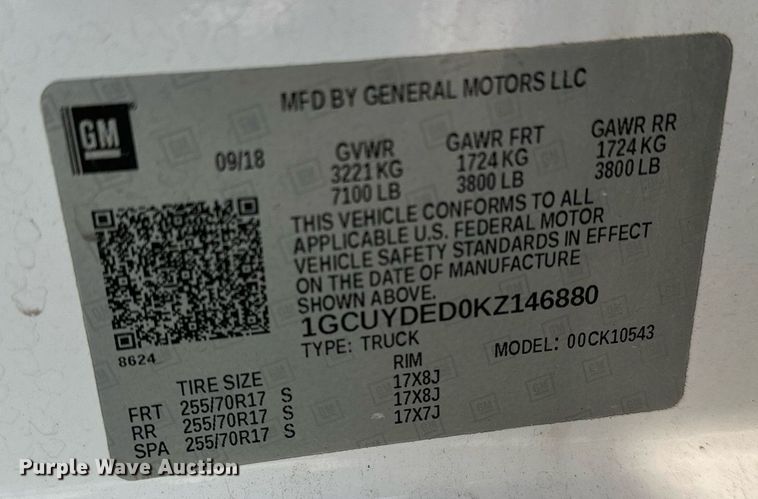 MFD BY GENERAL MOTORS LLC
GM
09/18 GVWR GAWR FRT GAWR RR
3221 KG 1724 KG 1724 KG
7100 LB 3800 LB 3800 LB
THIS VEHICLE CONFORMS TO ALL
APPLICABLE U.S. FEDERAL MOTOR
VEHICLE SAFETY STANDARDS IN EFFECT
ON THE DATE OF MANUFACTURE
SHOWN ABOVE.
1GCUYDED0KZ146880
8624
TYPE: TRUCK MODEL: 00CK10543
TIRE SIZE RIM
FRT 255/70R17 S 17X8J
RR 255/70R17 S 17X8J
SPA 255/70R17 S 17X7J
Purple Wave Auction